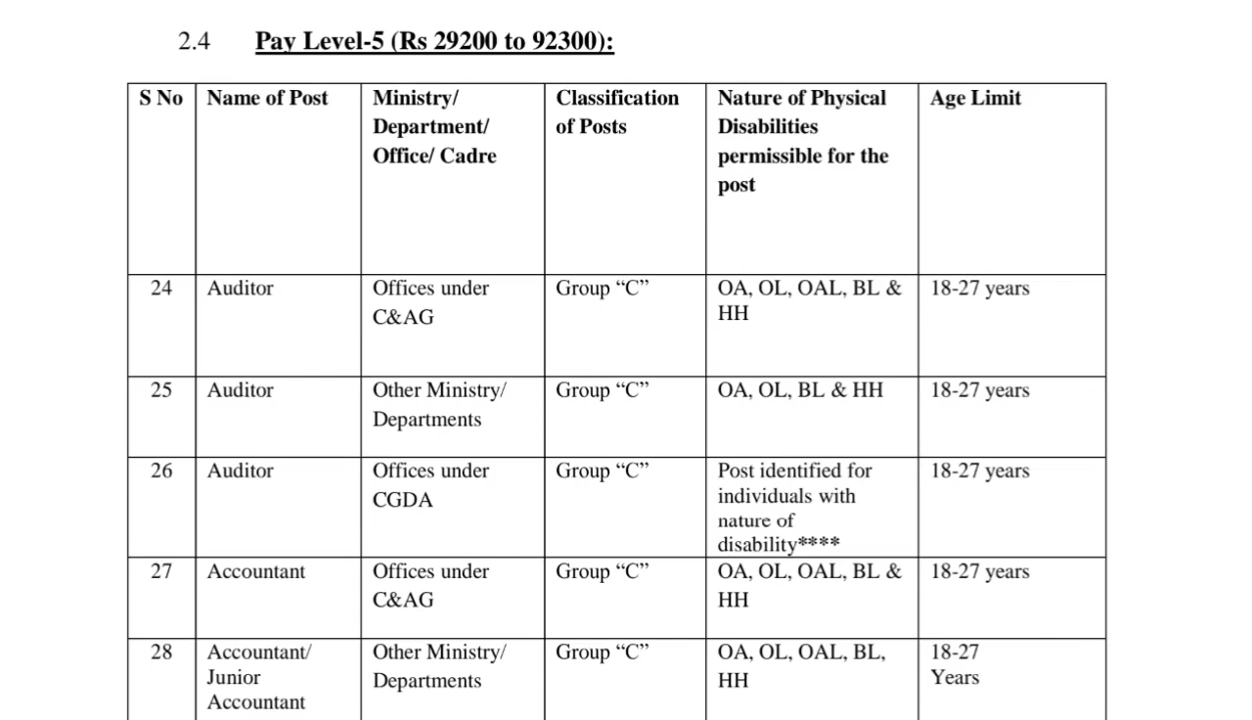 2.4 Pay Level-5 (Rs 29200 to 92300):
S No Name of Post Ministry/ Classification Nature of Physical Age Limit
Department/ of Posts Disabilities
Office/ Cadre permissible for the
post
24 Auditor Offices under Group “C” OA, OL, OAL, BL & 18-27 years
C&AG HH
25 Auditor Other Ministry/ Group “C” OA, OL, BL & HH 18-27 years
Departments
26 Auditor Offices under Group “C” Post identified for 18-27 years
CGDA individuals with
nature of
disability****
27 Accountant Offices under Group “C” OA, OL, OAL, BL & 18-27 years
C&AG HH
28 Accountant/ Other Ministry/ Group “C” OA, OL, OAL, BL, 18-27
Junior Departments HH Years
Accountant